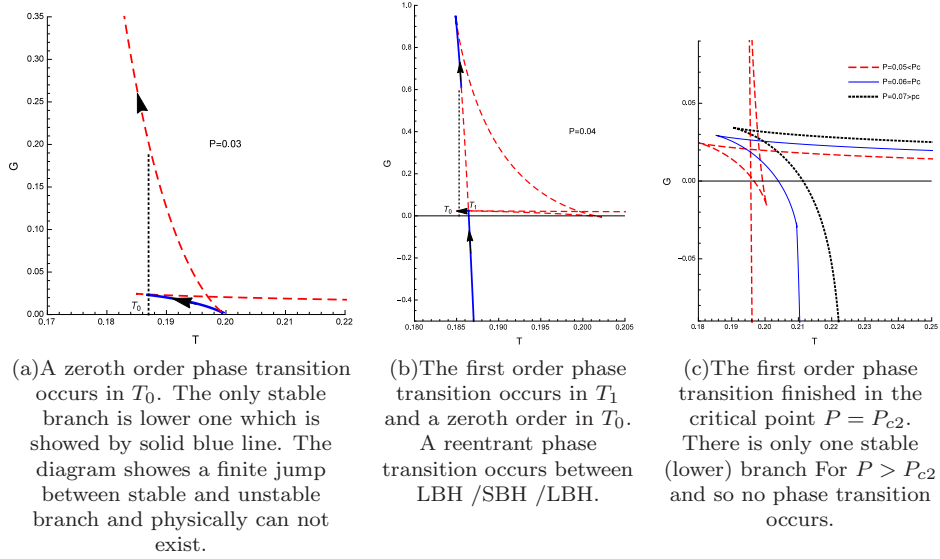 0.35
0.30
0.25
0.20
0.15
0.10
0.05
0.00
G
P=0.03
T0
0.17
0.18
0.19
0.20
0.21
0.22
T
1.0
0.8
0.6
0.4
0.2
0.0
-0.2
-0.4
G
P=0.04
T0
T1
0.180
0.185
0.190
0.195
0.200
0.205
T
0.05
0.00
-0.05
G
P=0.05<Pc
P=0.06=Pc
P=0.07>pc
0.18
0.19
0.20
0.21
0.22
0.23
0.24
0.25
T
(a)A zeroth order phase transition
occurs in T0. The only stable
branch is lower one which is
showed by solid blue line. The
diagram showes a finite jump
between stable and unstable
branch and physically can not
exist.
(b)The first order phase
transition occurs in T1
and a zeroth order in T0.
A reentrant phase
transition occurs between
LBH /SBH /LBH.
(c)The first order phase
transition finished in the
critical point P = Pc2.
There is only one stable
(lower) branch For P > Pc2
and so no phase transition
occurs.